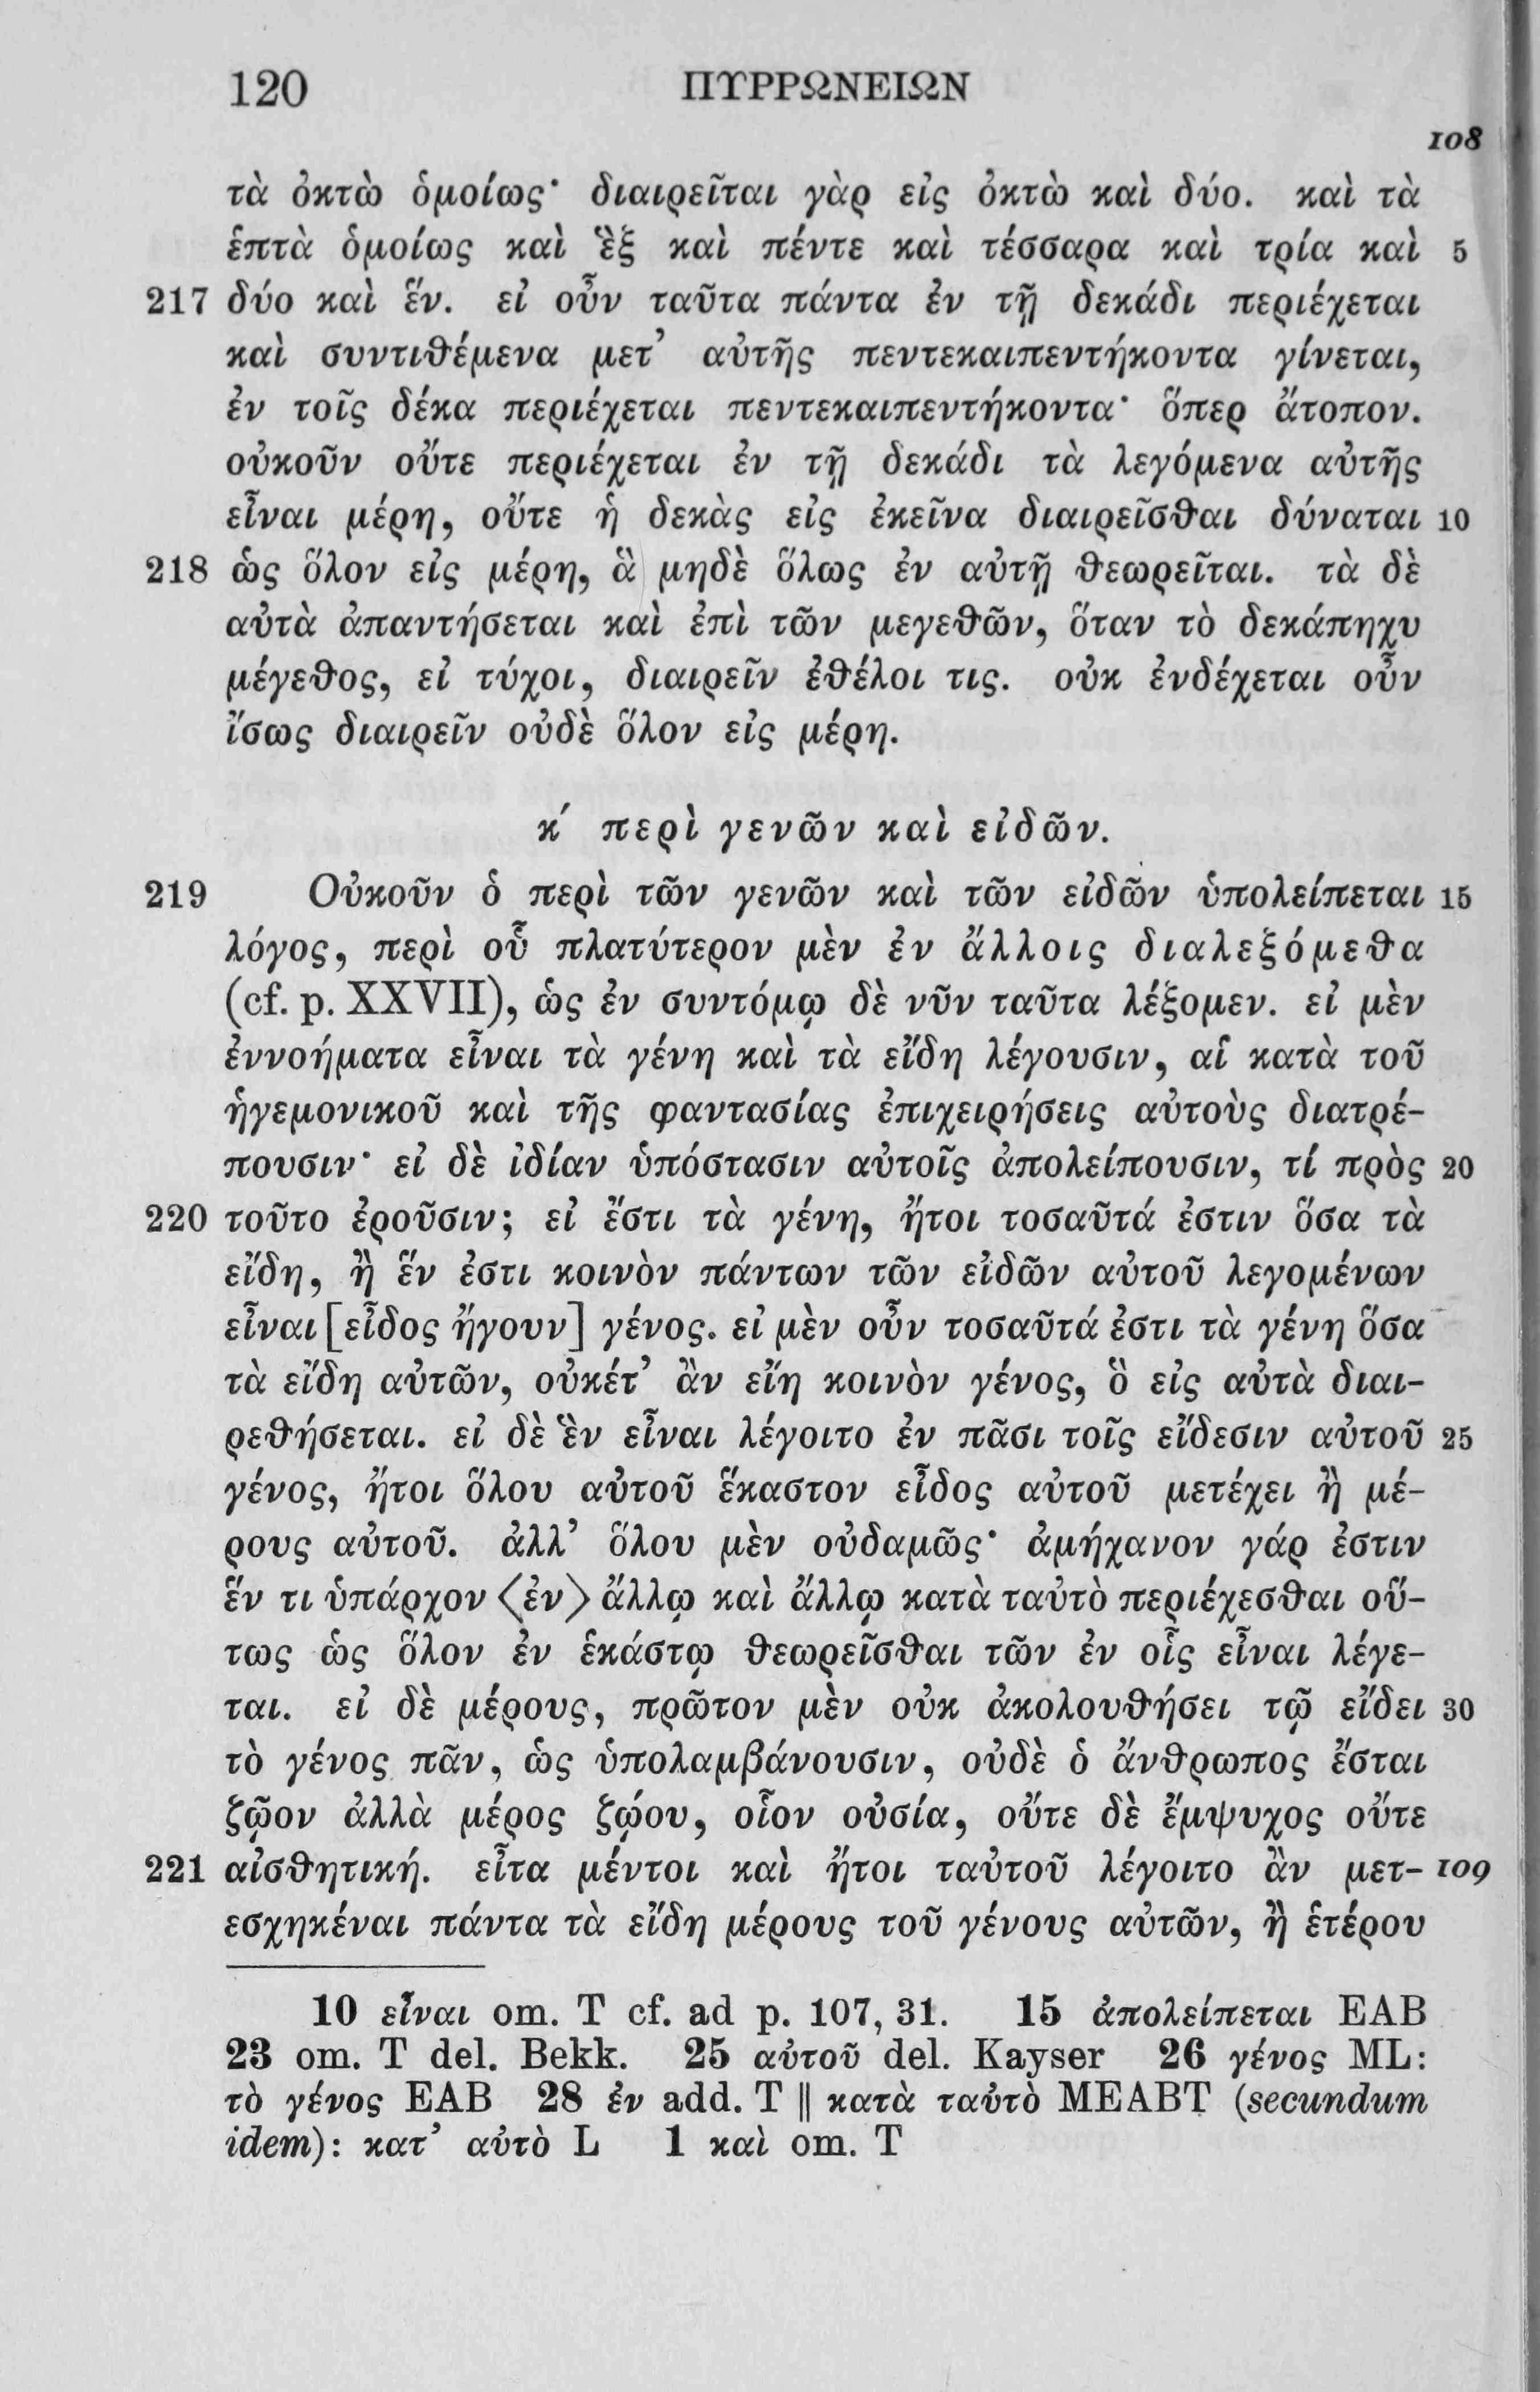 120 ΠΥΡΡΩΝΕΙΩΝ
108
τὰ ὀκτὼ ὁμοίως· διαιρεῖται γὰρ εἰς ὀκτὼ καὶ δύο. καὶ τὰ
ἑπτὰ ὁμοίως καὶ ἓξ καὶ πέντε καὶ τέσσαρα καὶ τρία καὶ 5
217 δύο καὶ ἕν. εἰ οὖν ταῦτα πάντα ἐν τῇ δεκάδι περιέχεται
καὶ συντιθέμενα μετ’ αὐτῆς πεντεκαιπεντήκοντα γίνεται,
ἐν τοῖς δέκα περιέχεται πεντεκαιπεντήκοντα· ὅπερ ἄτοπον.
οὐκοῦν οὔτε περιέχεται ἐν τῇ δεκάδι τὰ λεγόμενα αὐτῆς
εἶναι μέρη, οὔτε ἡ δεκὰς εἰς ἐκεῖνα διαιρεῖσθαι δύναται 10
218 ὡς ὅλον εἰς μέρη, ἃ μηδὲ ὅλως ἐν αὐτῇ θεωρεῖται. τὰ δὲ
αὐτὰ ἀπαντήσεται καὶ ἐπὶ τῶν μεγεθῶν, ὅταν τὸ δεκάπηχυ
μέγεθος, εἰ τύχοι, διαιρεῖν ἐθέλοι τις. οὐκ ἐνδέχεται οὖν
ἴσως διαιρεῖν οὐδὲ ὅλον εἰς μέρη.
κ′ περὶ γενῶν καὶ εἰδῶν.
219 Οὐκοῦν ὁ περὶ τῶν γενῶν καὶ τῶν εἰδῶν ὑπολείπεται 15
λόγος, περὶ οὗ πλατύτερον μὲν ἐν ἄλλοις διαλεξόμεθα
(cf. p. XXVII), ὡς ἐν συντόμῳ δὲ νῦν ταῦτα λέξομεν. εἰ μὲν
ἐννοήματα εἶναι τὰ γένη καὶ τὰ εἴδη λέγουσιν, αἱ κατὰ τοῦ
ἡγεμονικοῦ καὶ τῆς φαντασίας ἐπιχειρήσεις αὐτοὺς διατρέ-
πουσιν· εἰ δὲ ἰδίαν ὑπόστασιν αὐτοῖς ἀπολείπουσιν, τί πρὸς 20
220 τοῦτο ἐροῦσιν; εἰ ἔστι τὰ γένη, ἤτοι τοσαῦτά ἐστιν ὅσα τὰ
εἴδη, ἢ ἕν ἐστι κοινὸν πάντων τῶν εἰδῶν αὐτοῦ λεγομένων
εἶναι [εἶδος ἤγουν] γένος. εἰ μὲν οὖν τοσαῦτά ἐστι τὰ γένη ὅσα
τὰ εἴδη αὐτῶν, οὐκέτ’ ἂν εἴη κοινὸν γένος, ὃ εἰς αὐτὰ διαι-
ρεθήσεται. εἰ δὲ ἓν εἶναι λέγοιτο ἐν πᾶσι τοῖς εἴδεσιν αὐτοῦ 25
γένος, ἤτοι ὅλου αὐτοῦ ἕκαστον εἶδος αὐτοῦ μετέχει ἢ μέ-
ρους αὐτοῦ. ἀλλ’ ὅλου μὲν οὐδαμῶς· ἀμήχανον γάρ ἐστιν
ἕν τι ὑπάρχον ⟨ἐν⟩ ἄλλῳ καὶ ἄλλῳ κατὰ ταὐτὸ περιέχεσθαι οὕ-
τως ὡς ὅλον ἐν ἑκάστῳ θεωρεῖσθαι τῶν ἐν οἷς εἶναι λέγε-
ται. εἰ δὲ μέρους, πρῶτον μὲν οὐκ ἀκολουθήσει τῷ εἴδει 30
τὸ γένος πᾶν, ὡς ὑπολαμβάνουσιν, οὐδὲ ὁ ἄνθρωπος ἔσται
ζῷον ἀλλὰ μέρος ζῴου, οἷον οὐσία, οὔτε δὲ ἔμψυχος οὔτε
221 αἰσθητική. εἶτα μέντοι καὶ ἤτοι ταὐτοῦ λέγοιτο ἂν μετ- 109
εσχηκέναι πάντα τὰ εἴδη μέρους τοῦ γένους αὐτῶν, ἢ ἑτέρου
10 εἶναι om. T cf. ad p. 107, 31. 15 ἀπολείπεται EAB
23 om. T del. Bekk. 25 αὐτοῦ del. Kayser 26 γένος ML:
τὸ γένος EAB 28 ἐν add. T || κατὰ ταὐτὸ MEABT (secundum
idem): κατ’ αὐτὸ L 1 καὶ om. T